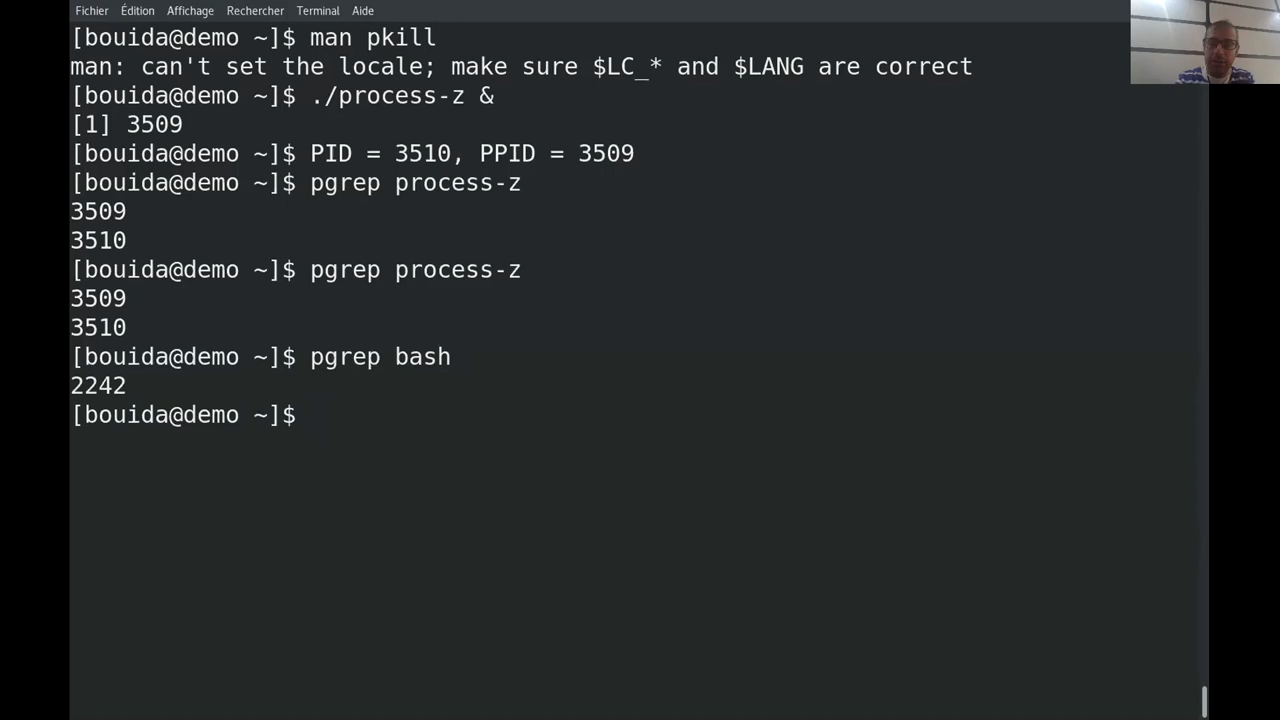 Fichier Édition Affichage Rechercher Terminal Aide
[bouida@demo ~]$ man pkill
man: can't set the locale; make sure $LC_* and $LANG are correct
[bouida@demo ~]$ ./process-z &
[1] 3509
[bouida@demo ~]$ PID = 3510, PPID = 3509
[bouida@demo ~]$ pgrep process-z
3509
3510
[bouida@demo ~]$ pgrep process-z
3509
3510
[bouida@demo ~]$ pgrep bash
2242
[bouida@demo ~]$